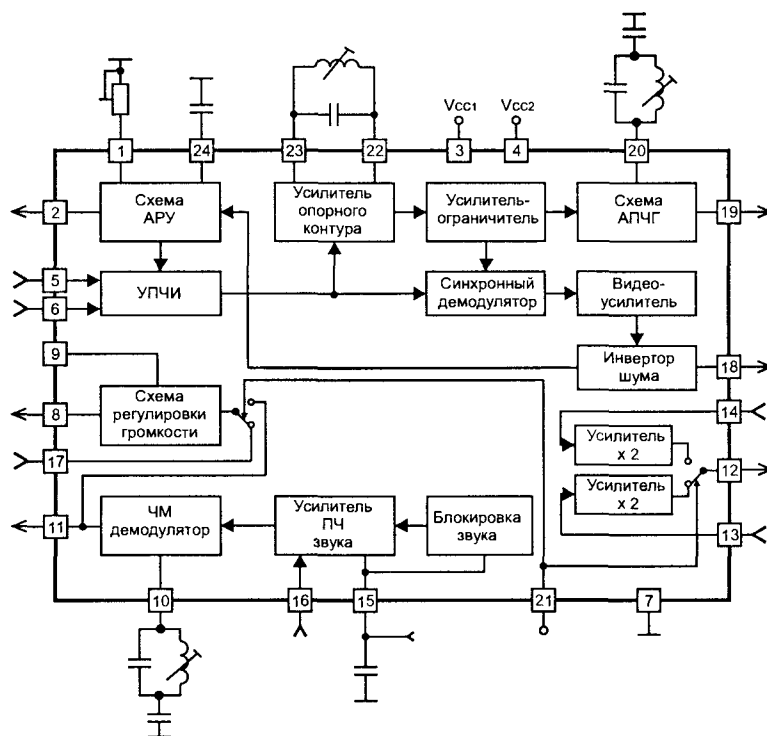 Vcc1
Vcc2
1
24
23
22
3
4
20
2
Схема
АРУ
Усилитель
опорного
контура
Усилитель-
ограничитель
Схема
АПЧГ
19
5
6
УПЧИ
Синхронный
демодулятор
Видео-
усилитель
9
Инвертор
шума
18
8
Схема
регулировки
громкости
14
17
Усилитель
x 2
12
Усилитель
x 2
11
ЧМ
демодулятор
Усилитель
ПЧ
звука
Блокировка
звука
13
10
16
15
21
7